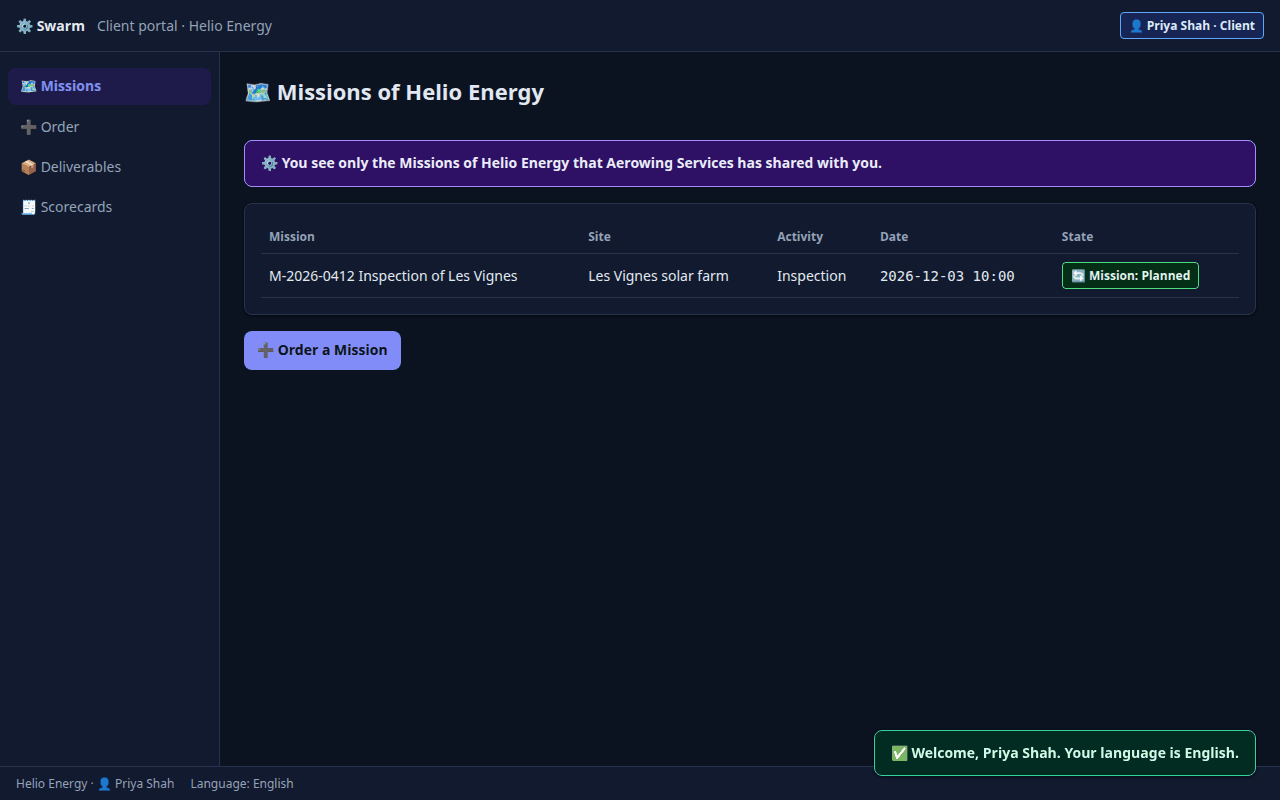 ⚙️ Swarm Client portal · Helio Energy
👤 Priya Shah · Client
🗺️ Missions
➕ Order
📦 Deliverables
🧾 Scorecards
🗺️ Missions of Helio Energy
⚙️ You see only the Missions of Helio Energy that Aerowing Services has shared with you.
Mission Site Activity Date State
M-2026-0412 Inspection of Les Vignes Les Vignes solar farm Inspection 2026-12-03 10:00 🔄 Mission: Planned
➕ Order a Mission
✅ Welcome, Priya Shah. Your language is English.
Helio Energy · 👤 Priya Shah Language: English